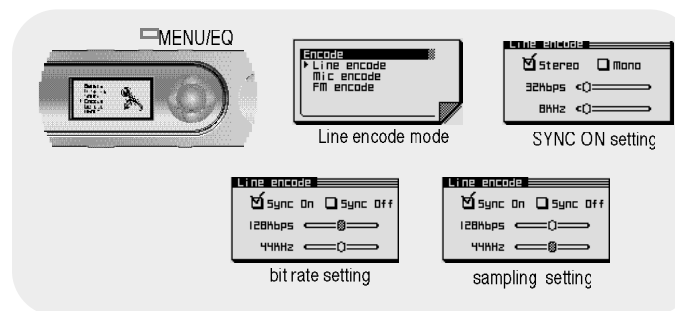 MENU/EQ
Encode
Line encode
Mic encode
FM encode
Line encode mode
Line encode
Stereo Mono
32Kbps
8KHz
SYNC ON setting
Line encode
Sync On Sync Off
128Kbps
44KHz
bit rate setting
Line encode
Sync On Sync Off
128Kbps
44KHz
sampling setting